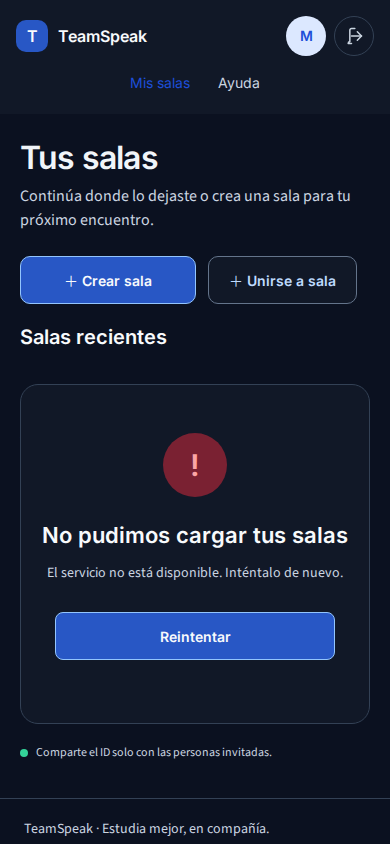 T TeamSpeak M
Mis salas Ayuda
Tus salas
Continúa donde lo dejaste o crea una sala para tu
próximo encuentro.
+ Crear sala + Unirse a sala
Salas recientes
!
No pudimos cargar tus salas
El servicio no está disponible. Inténtalo de nuevo.
Reintentar
Comparte el ID solo con las personas invitadas.
TeamSpeak · Estudia mejor, en compañía.